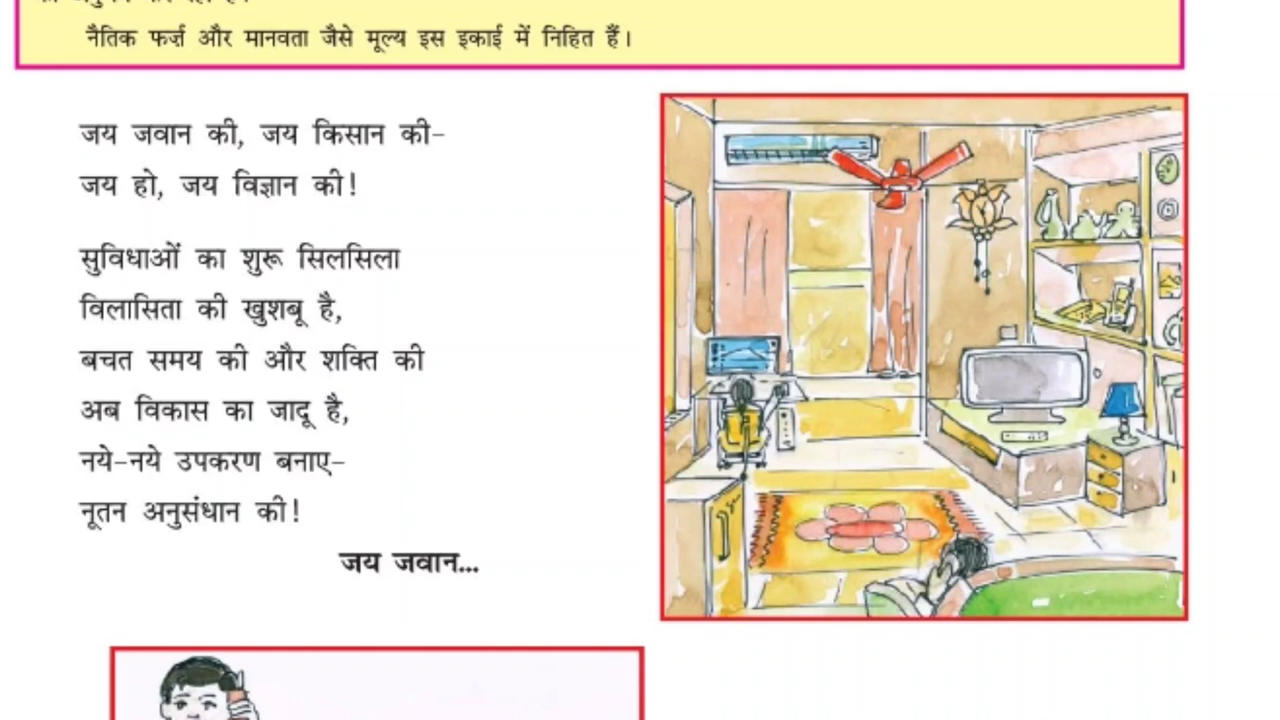 नैतिक फर्ज़ और मानवता जैसे मूल्य इस इकाई में निहित हैं।
जय जवान की, जय किसान की-
जय हो, जय विज्ञान की!
सुविधाओं का शुरू सिलसिला
विलासिता की खुशबू है,
बचत समय की और शक्ति की
अब विकास का जादू है,
नये-नये उपकरण बनाए-
नूतन अनुसंधान की!
जय जवान...